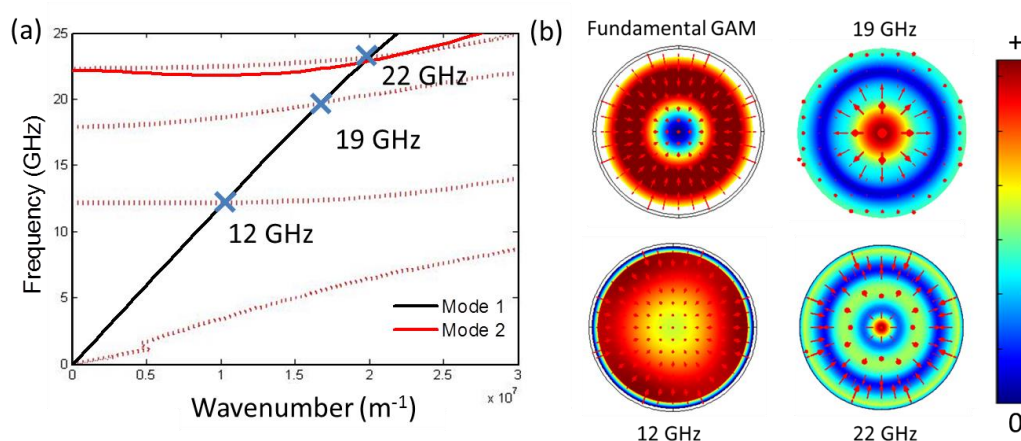 (a)
Frequency (GHz)
25
20
15
10
5
0
22 GHz
19 GHz
12 GHz
Mode 1
Mode 2
0 0.5 1 1.5 2 2.5 3
x 10⁷
Wavenumber (m⁻¹)
(b)
Fundamental GAM
19 GHz
12 GHz
22 GHz
+
0